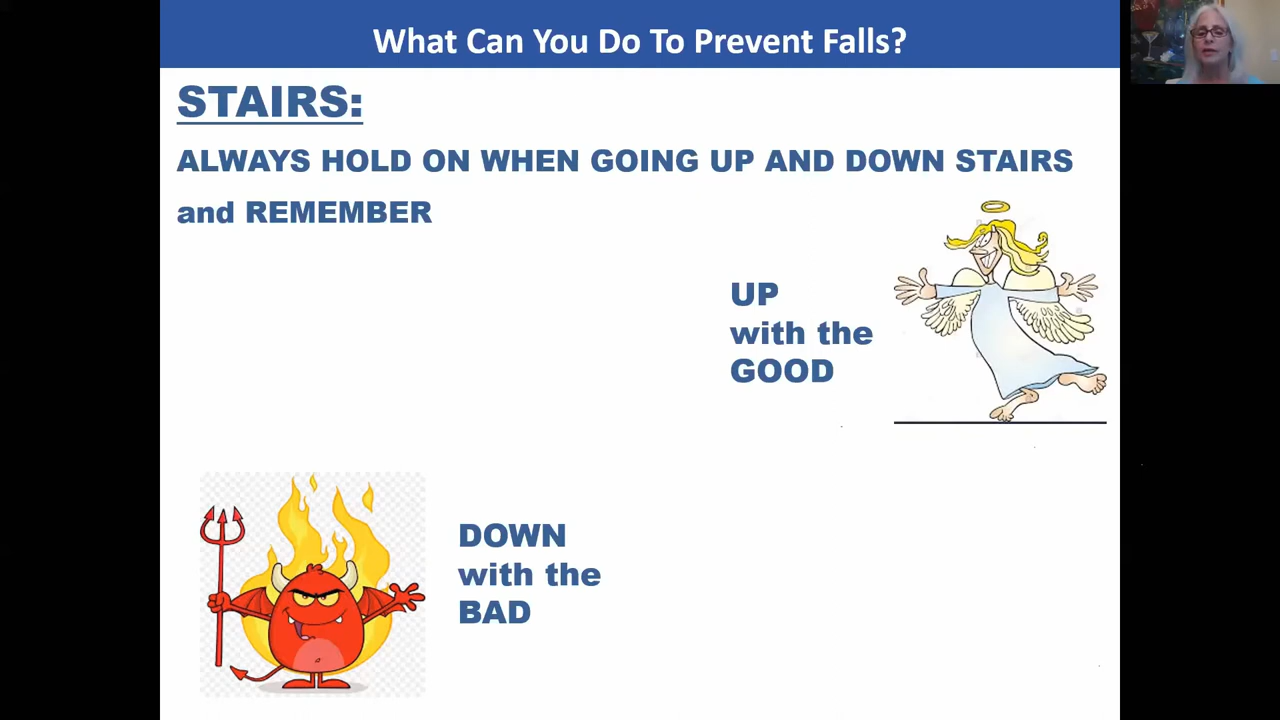 What Can You Do To Prevent Falls?
STAIRS:
ALWAYS HOLD ON WHEN GOING UP AND DOWN STAIRS
and REMEMBER
UP
with the
GOOD
DOWN
with the
BAD